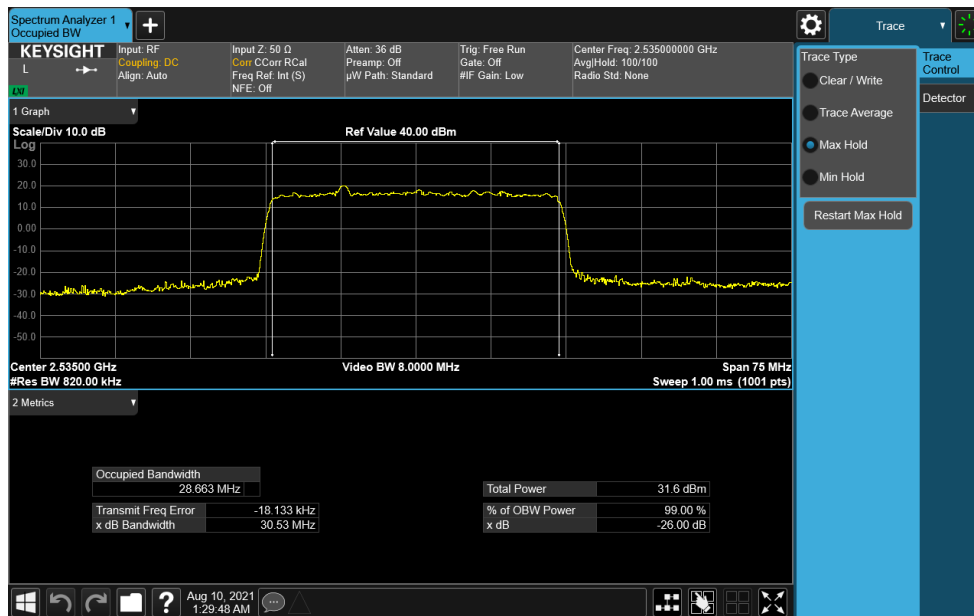 Spectrum Analyzer 1
Occupied BW
Trace
KEYSIGHT
L
LXI
Input: RF
Coupling: DC
Align: Auto
Input Z: 50 Ω
Corr CCorr RCal
Freq Ref: Int (S)
NFE: Off
Atten: 36 dB
Preamp: Off
µW Path: Standard
Trig: Free Run
Gate: Off
#IF Gain: Low
Center Freq: 2.535000000 GHz
Avg|Hold: 100/100
Radio Std: None
Trace Type
Clear / Write
Trace Average
Max Hold
Min Hold
Restart Max Hold
Trace Control
Detector
1 Graph
Scale/Div 10.0 dB
Ref Value 40.00 dBm
Log
30.0
20.0
10.0
0.00
-10.0
-20.0
-30.0
-40.0
-50.0
Center 2.53500 GHz
Video BW 8.0000 MHz
Span 75 MHz
#Res BW 820.00 kHz
Sweep 1.00 ms (1001 pts)
2 Metrics
Occupied Bandwidth
28.663 MHz
Total Power 31.6 dBm
Transmit Freq Error -18.133 kHz
% of OBW Power 99.00 %
x dB Bandwidth 30.53 MHz
x dB -26.00 dB
?
Aug 10, 2021
1:29:48 AM